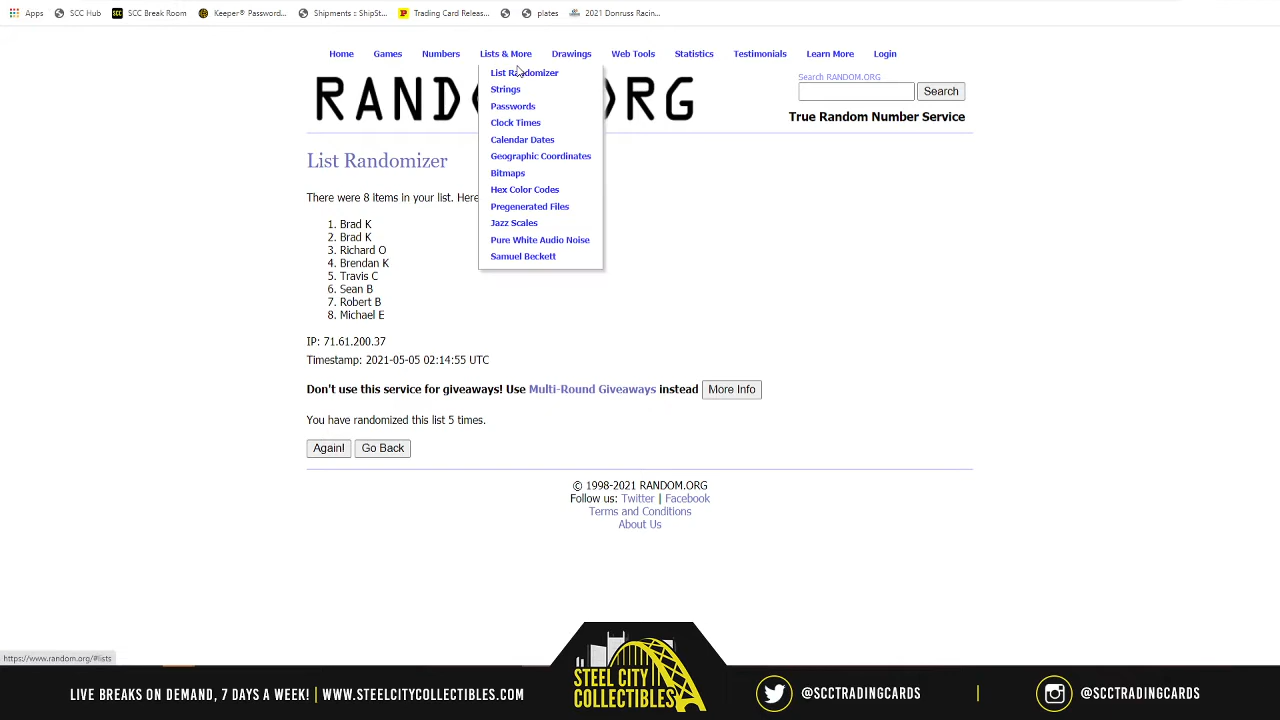 Apps SCC Hub SCC Break Room Keeper® Password... Shipments :: ShipSt... Trading Card Releas... plates 2021 Donruss Racin...
Home Games Numbers Lists & More Drawings Web Tools Statistics Testimonials Learn More Login
List Randomizer
Strings
Passwords
Clock Times
Calendar Dates
Geographic Coordinates
Bitmaps
Hex Color Codes
Pregenerated Files
Jazz Scales
Pure White Audio Noise
Samuel Beckett
Search RANDOM.ORG
Search
True Random Number Service
List Randomizer
There were 8 items in your list. Here
1. Brad K
2. Brad K
3. Richard O
4. Brendan K
5. Travis C
6. Sean B
7. Robert B
8. Michael E
IP: 71.61.200.37
Timestamp: 2021-05-05 02:14:55 UTC
Don't use this service for giveaways! Use Multi-Round Giveaways instead More Info
You have randomized this list 5 times.
Again! Go Back
© 1998-2021 RANDOM.ORG
Follow us: Twitter | Facebook
Terms and Conditions
About Us
https://www.random.org/#lists
LIVE BREAKS ON DEMAND, 7 DAYS A WEEK! | WWW.STEELCITYCOLLECTIBLES.COM
STEEL CITY
COLLECTIBLES
@SCCTRADINGCARDS | @SCCTRADINGCARDS